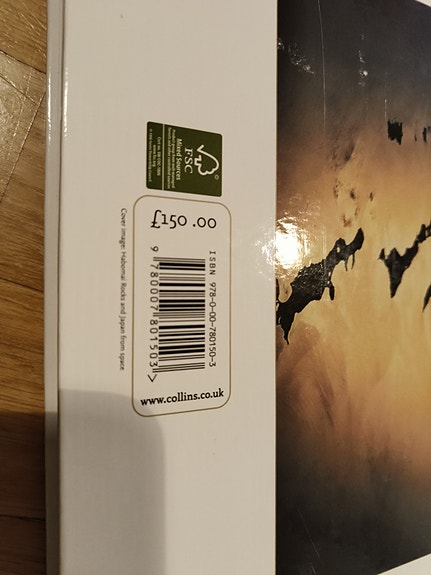 FSC
Mixed Sources
£150.00
ISBN 978-0-00-780150-3
9 780007 801503 >
www.collins.co.uk
Cover image: Habomai Rocks and Japan from space